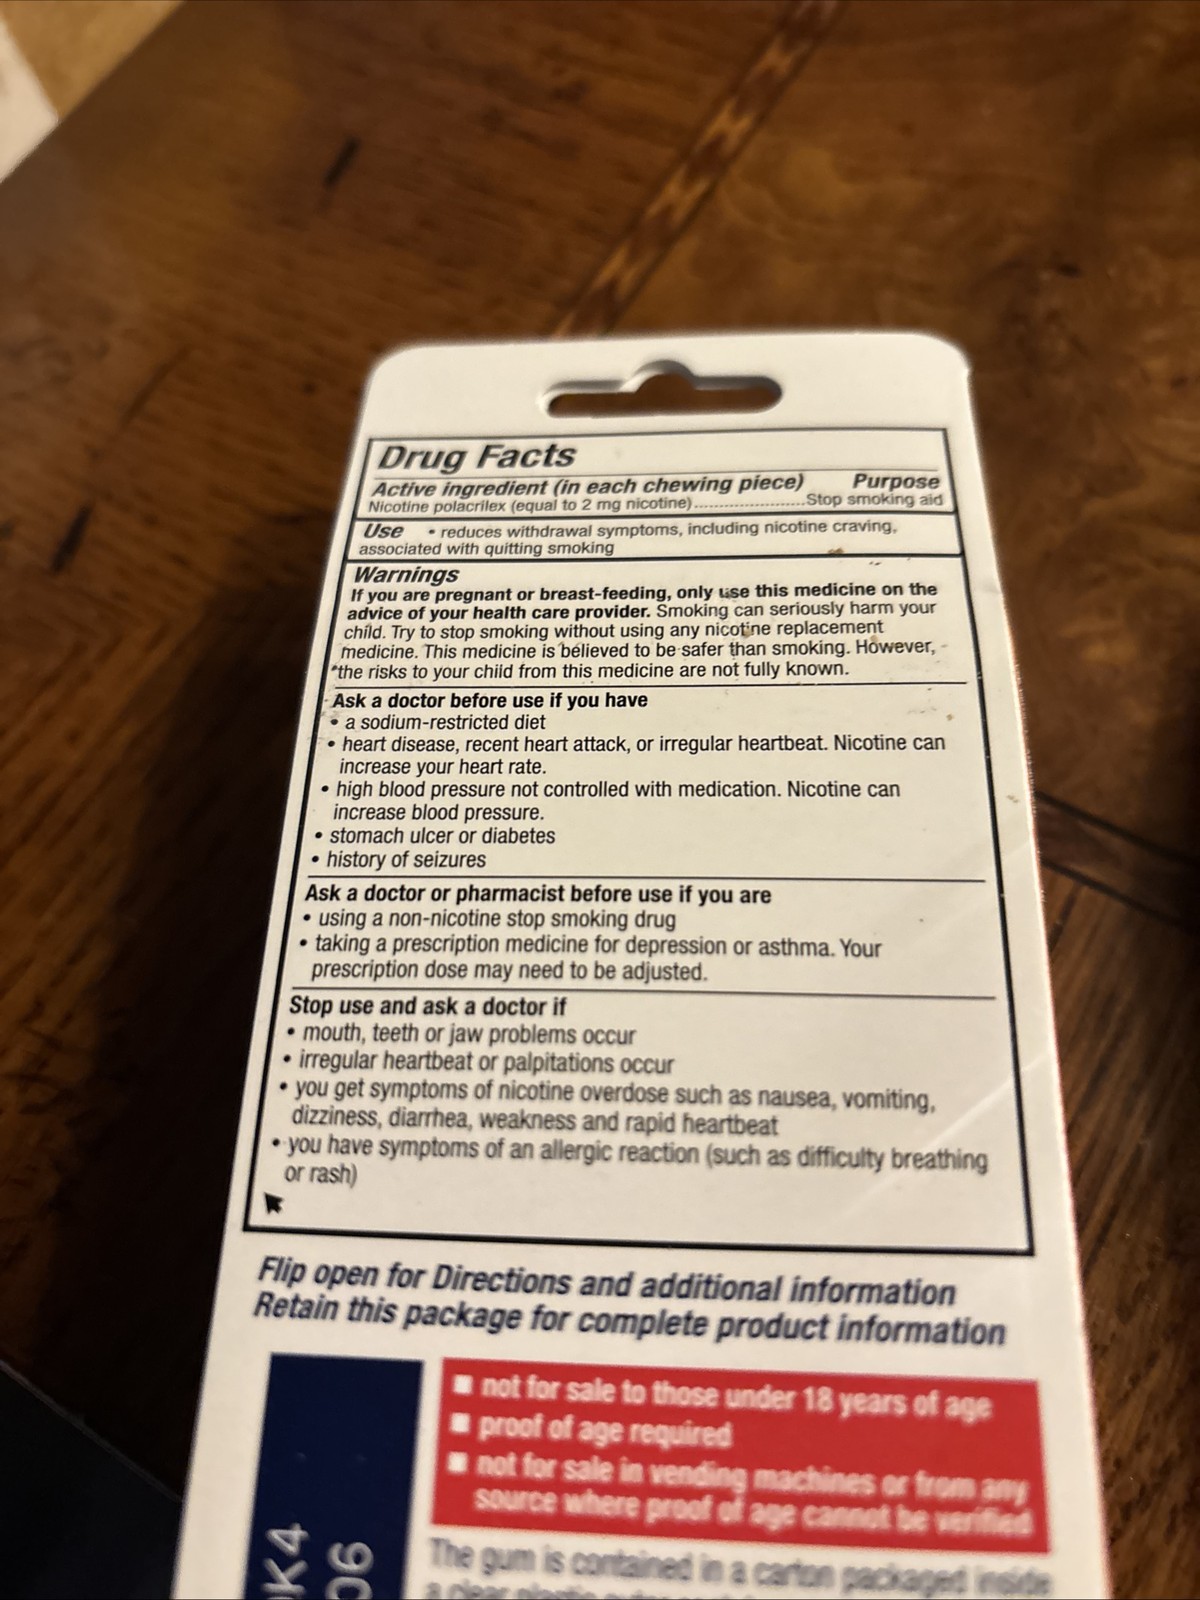 Drug Facts
Active ingredient (in each chewing piece) Purpose
Nicotine polacrilex (equal to 2 mg nicotine)......................Stop smoking aid
Use • reduces withdrawal symptoms, including nicotine craving,
associated with quitting smoking
Warnings
If you are pregnant or breast-feeding, only use this medicine on the
advice of your health care provider. Smoking can seriously harm your
child. Try to stop smoking without using any nicotine replacement
medicine. This medicine is believed to be safer than smoking. However,
the risks to your child from this medicine are not fully known.
Ask a doctor before use if you have
• a sodium-restricted diet
• heart disease, recent heart attack, or irregular heartbeat. Nicotine can
increase your heart rate.
• high blood pressure not controlled with medication. Nicotine can
increase blood pressure.
• stomach ulcer or diabetes
• history of seizures
Ask a doctor or pharmacist before use if you are
• using a non-nicotine stop smoking drug
• taking a prescription medicine for depression or asthma. Your
prescription dose may need to be adjusted.
Stop use and ask a doctor if
• mouth, teeth or jaw problems occur
• irregular heartbeat or palpitations occur
• you get symptoms of nicotine overdose such as nausea, vomiting,
dizziness, diarrhea, weakness and rapid heartbeat
• you have symptoms of an allergic reaction (such as difficulty breathing
or rash)
Flip open for Directions and additional information
Retain this package for complete product information
■ not for sale to those under 18 years of age
■ proof of age required
■ not for sale in vending machines or from any
source where proof of age cannot be verified
K4
06
The gum is contained in a carton packaged inside
a clear plastic